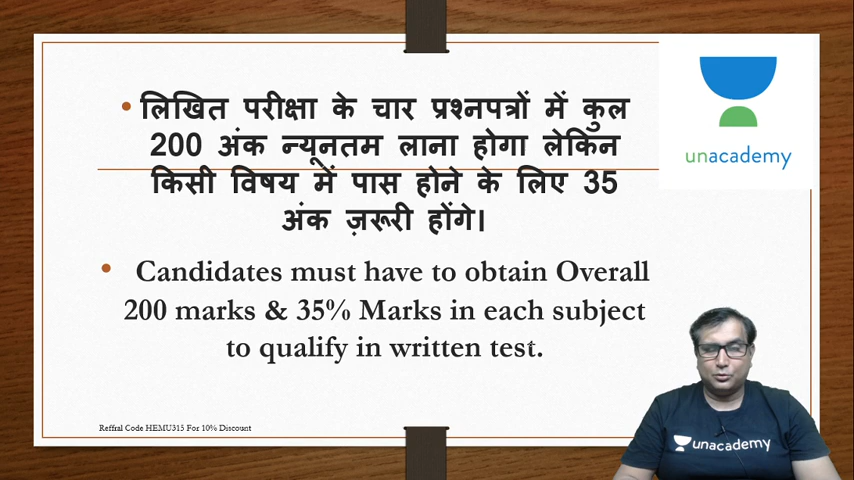 लिखित परीक्षा के चार प्रश्नपत्रों में कुल
200 अंक न्यूनतम लाना होगा लेकिन
किसी विषय में पास होने के लिए 35
अंक ज़रूरी होंगे।
Candidates must have to obtain Overall
200 marks & 35% Marks in each subject
to qualify in written test.
Reffral Code HEMU315 For 10% Discount
unacademy
unacademy